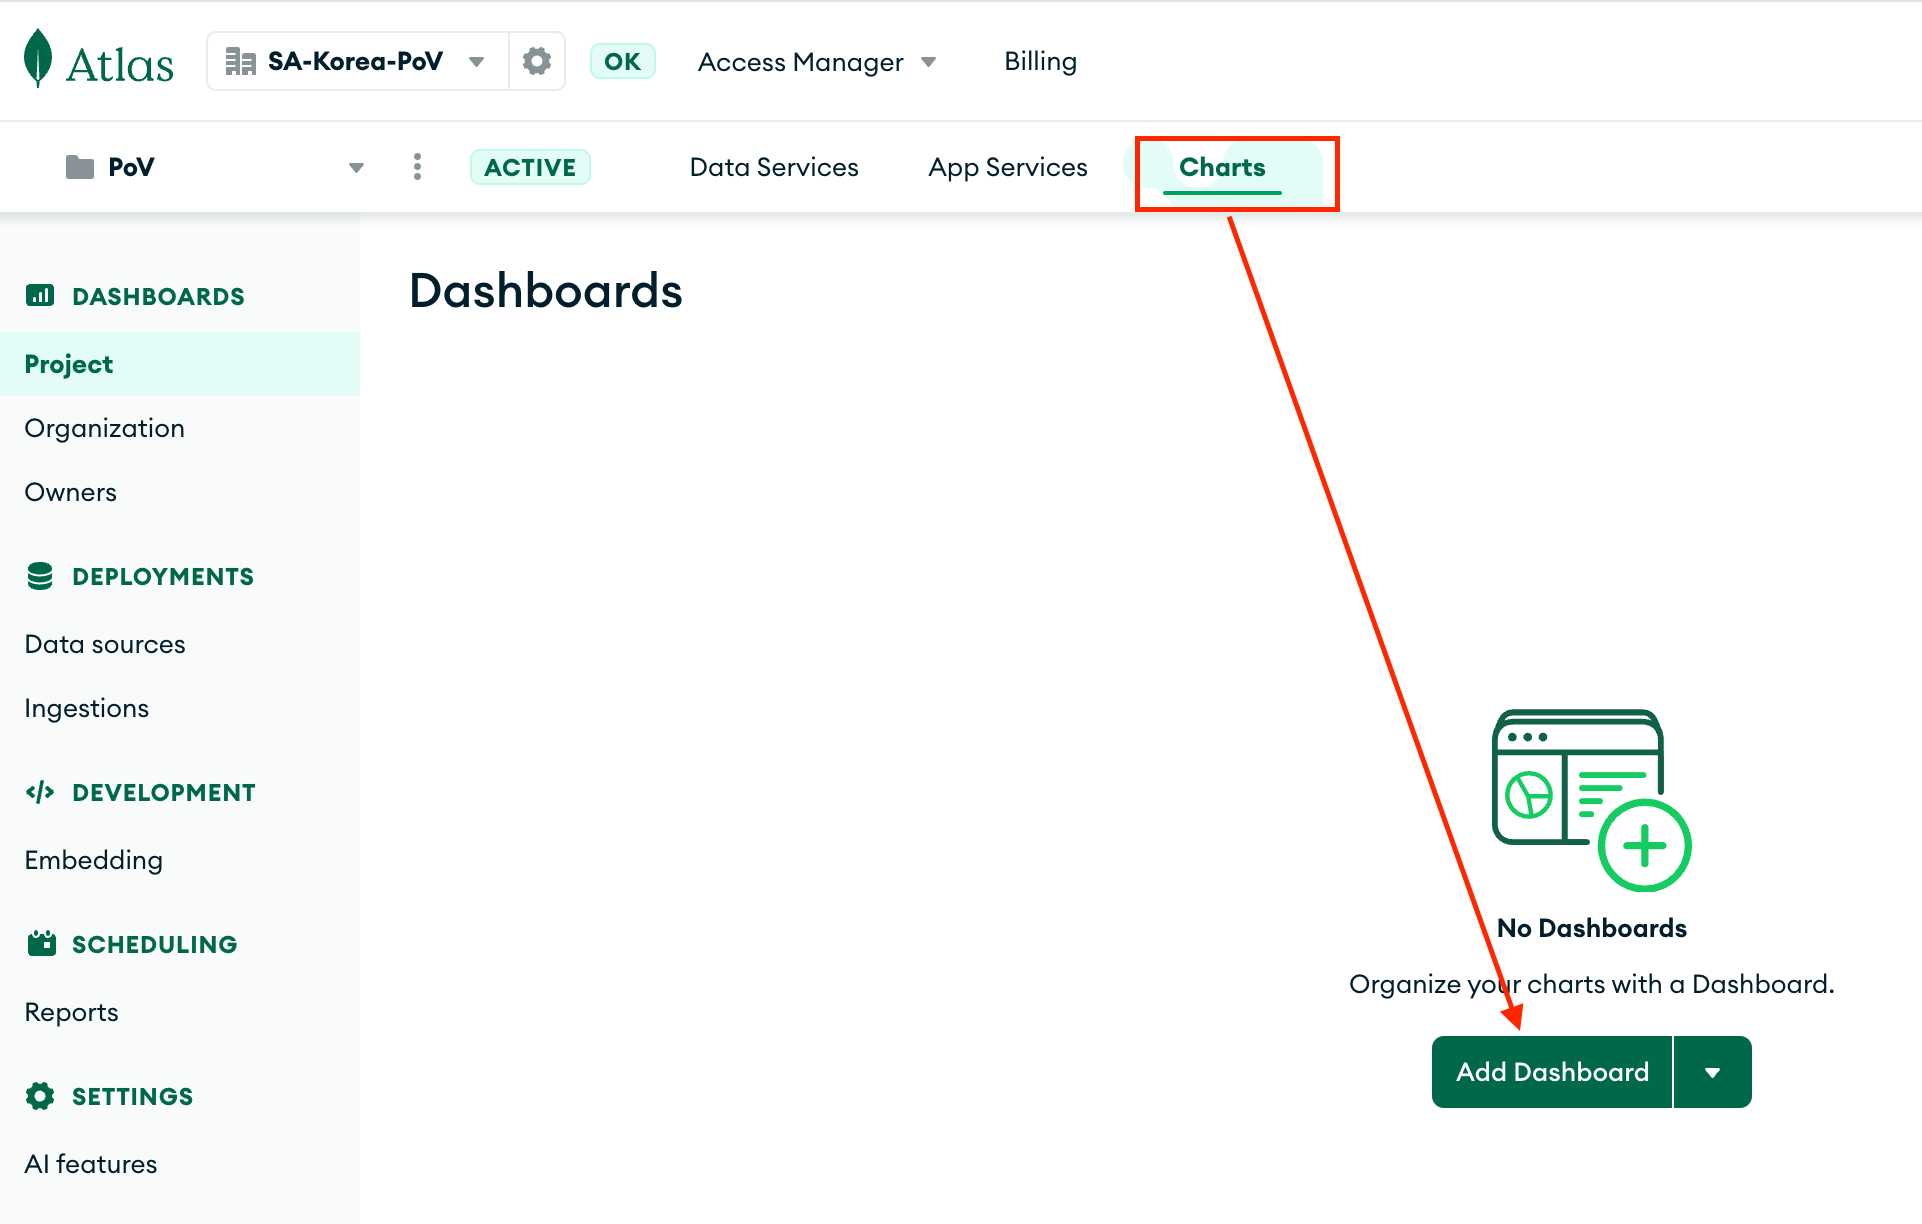 Atlas SA-Korea-PoV OK Access Manager Billing
PoV ACTIVE Data Services App Services Charts
DASHBOARDS
Project
Organization
Owners
DEPLOYMENTS
Data sources
Ingestions
DEVELOPMENT
Embedding
SCHEDULING
Reports
SETTINGS
AI features
Dashboards
No Dashboards
Organize your charts with a Dashboard.
Add Dashboard